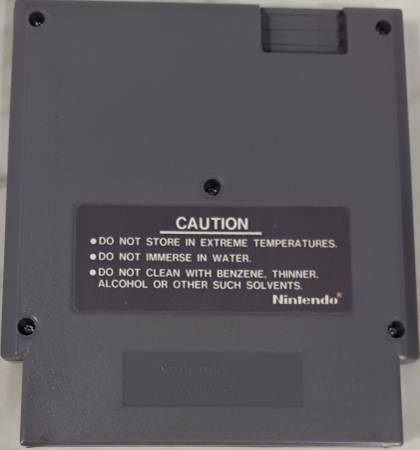 CAUTION
● DO NOT STORE IN EXTREME TEMPERATURES.
● DO NOT IMMERSE IN WATER.
● DO NOT CLEAN WITH BENZENE, THINNER,
ALCOHOL OR OTHER SUCH SOLVENTS.
Nintendo®
Nintendo